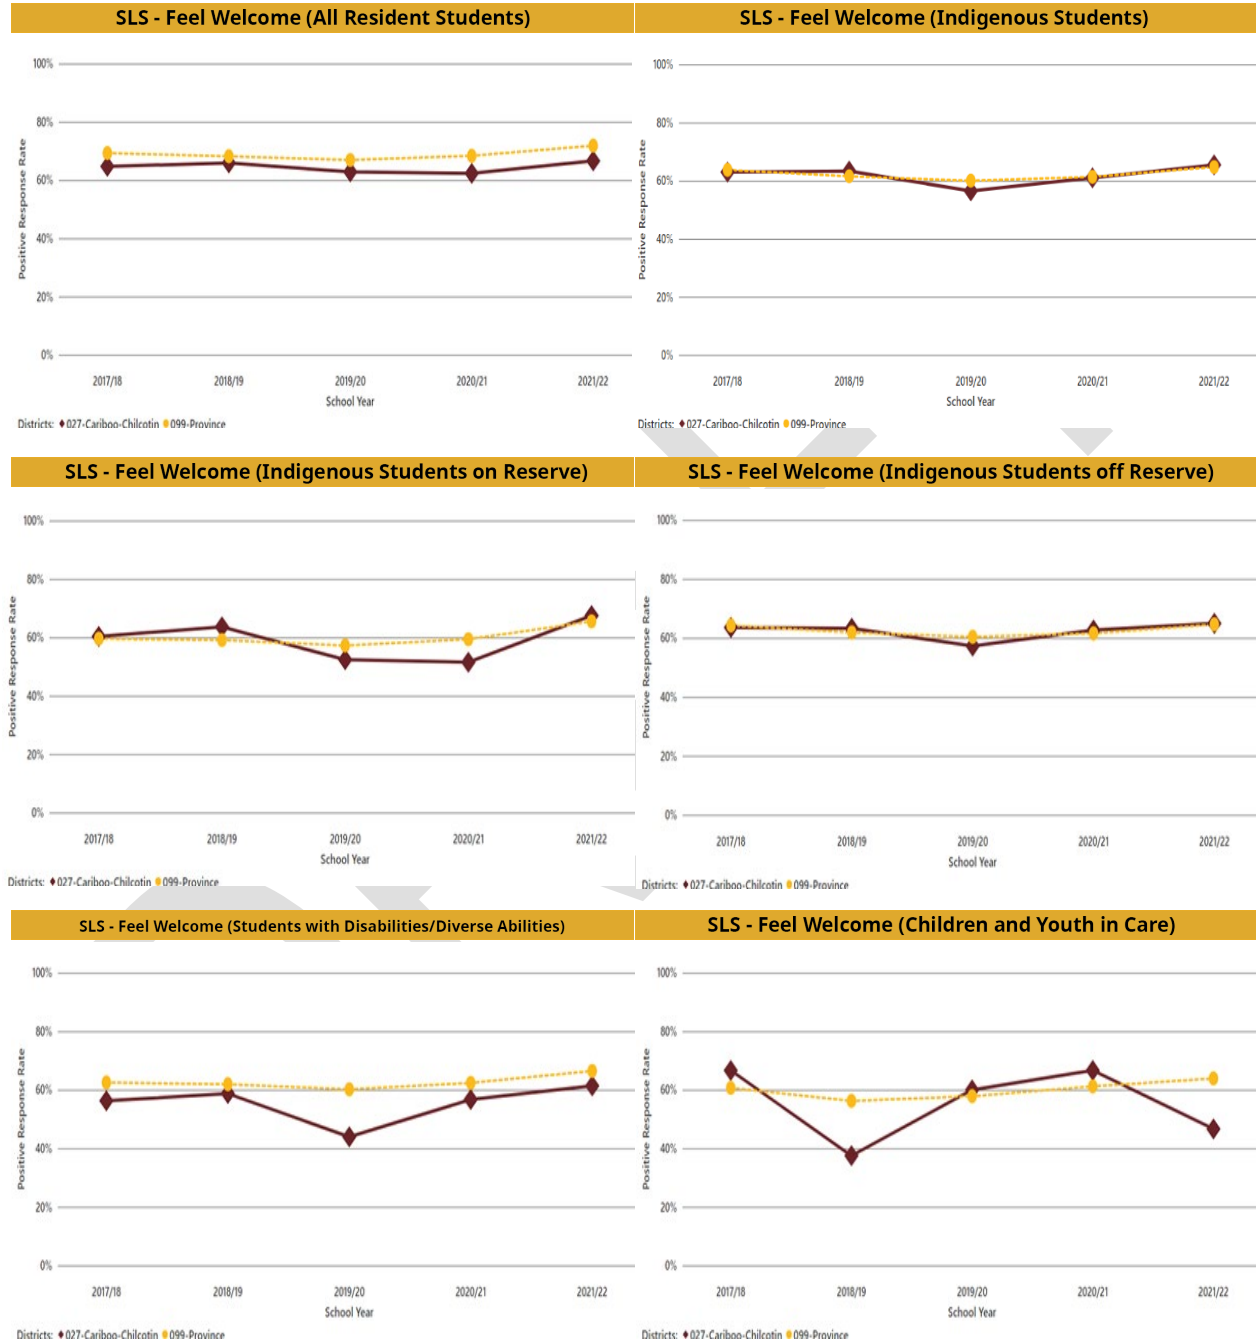 SLS - Feel Welcome (All Resident Students)
100%
80%
60%
40%
20%
0%
Positive Response Rate
2017/18 2018/19 2019/20 2020/21 2021/22
School Year
Districts: 027-Cariboo-Chilcotin 099-Province
SLS - Feel Welcome (Indigenous Students)
100%
80%
60%
40%
20%
0%
Positive Response Rate
2017/18 2018/19 2019/20 2020/21 2021/22
School Year
Districts: 027-Cariboo-Chilcotin 099-Province
SLS - Feel Welcome (Indigenous Students on Reserve)
100%
80%
60%
40%
20%
0%
Positive Response Rate
2017/18 2018/19 2019/20 2020/21 2021/22
School Year
Districts: 027-Cariboo-Chilcotin 099-Province
SLS - Feel Welcome (Indigenous Students off Reserve)
100%
80%
60%
40%
20%
0%
Positive Response Rate
2017/18 2018/19 2019/20 2020/21 2021/22
School Year
Districts: 027-Cariboo-Chilcotin 099-Province
SLS - Feel Welcome (Students with Disabilities/Diverse Abilities)
100%
80%
60%
40%
20%
0%
Positive Response Rate
2017/18 2018/19 2019/20 2020/21 2021/22
School Year
Districts: 027-Cariboo-Chilcotin 099-Province
SLS - Feel Welcome (Children and Youth in Care)
100%
80%
60%
40%
20%
0%
Positive Response Rate
2017/18 2018/19 2019/20 2020/21 2021/22
School Year
Districts: 027-Cariboo-Chilcotin 099-Province